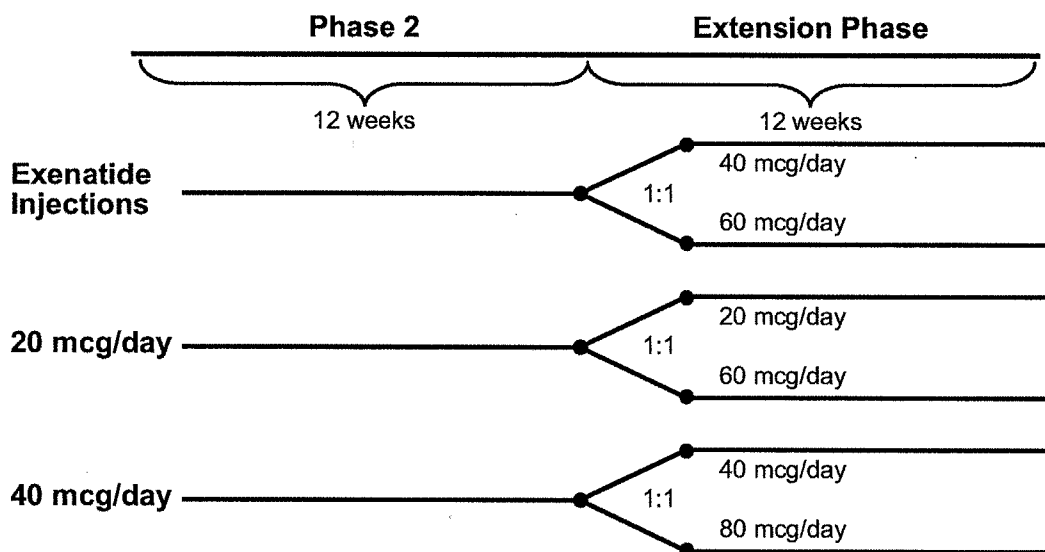 Phase 2
Extension Phase
12 weeks
12 weeks
Exenatide
Injections
1:1
40 mcg/day
60 mcg/day
20 mcg/day
1:1
20 mcg/day
60 mcg/day
40 mcg/day
1:1
40 mcg/day
80 mcg/day